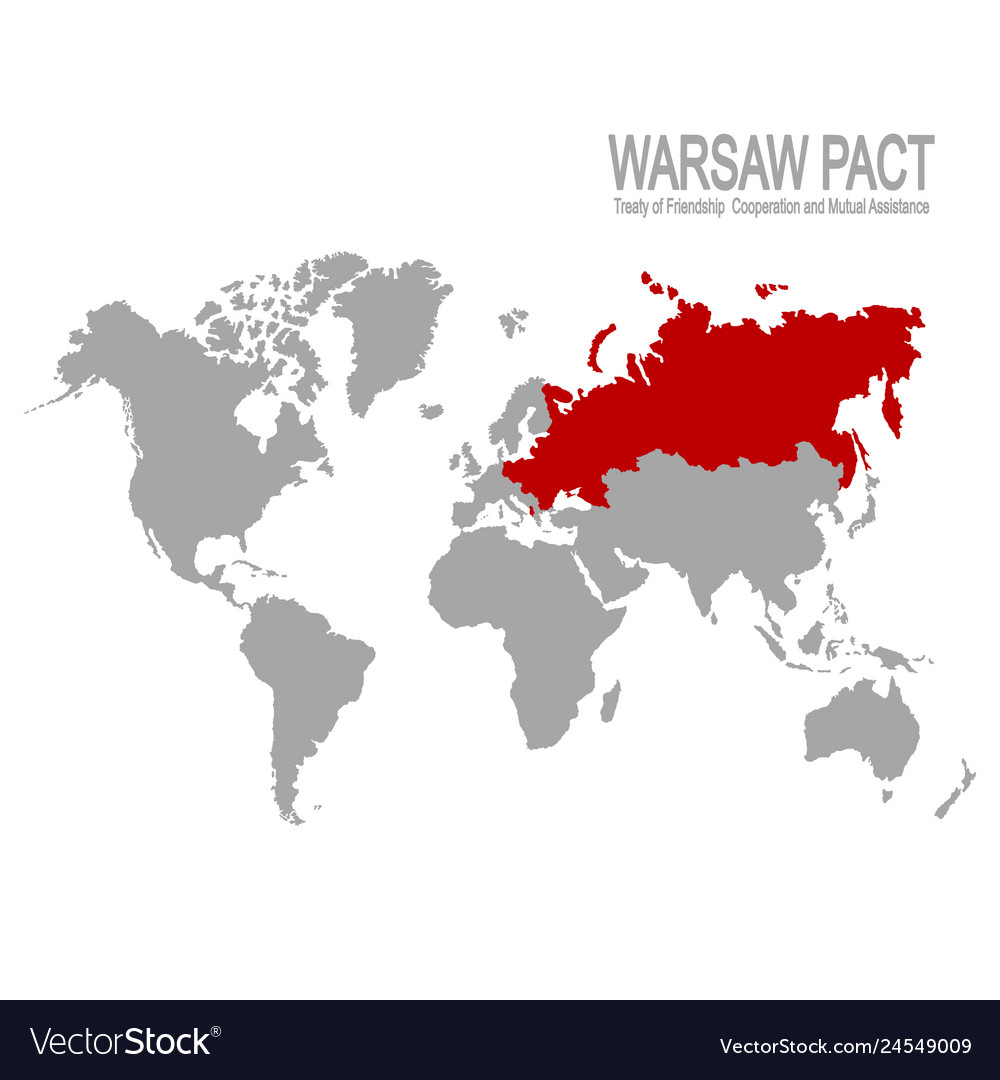 WARSAW PACT
Treaty of Friendship Cooperation and Mutual Assistance
VectorStock®
VectorStock.com/24549009